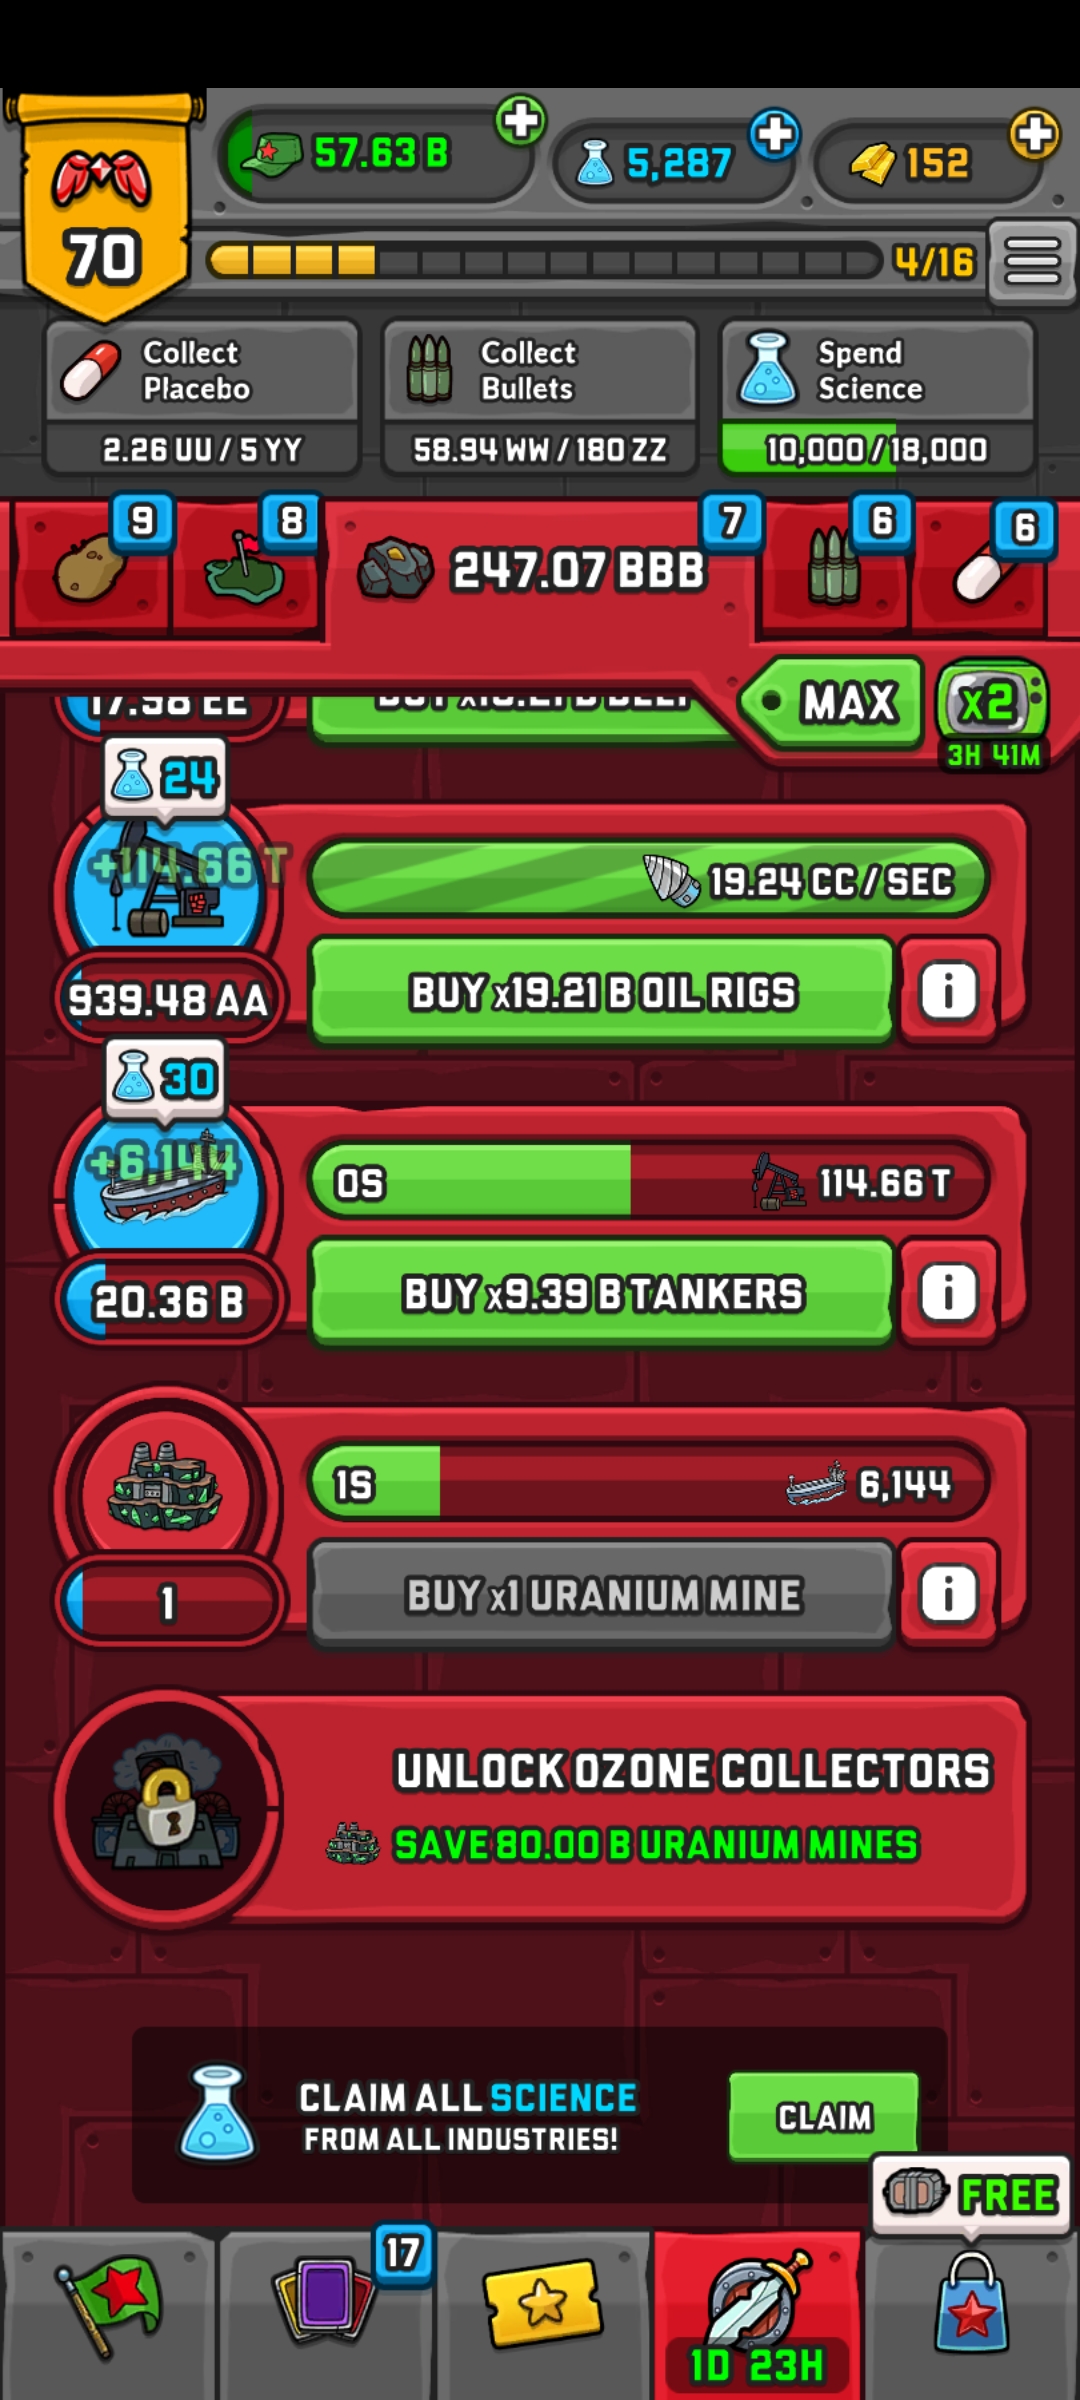 57.63 B
5,287
152
70
4/16
Collect
Placebo
2.26 UU / 5 YY
Collect
Bullets
58.94 WW / 180 ZZ
Spend
Science
10,000 / 18,000
9
8
247.07 BBB
7
6
6
MAX
x2
3H 41M
17.98 EE
24
+114.66 T
19.24 CC / SEC
939.48 AA
BUY x19.21 B OIL RIGS
i
30
+6,144
0S
114.66 T
20.36 B
BUY x9.39 B TANKERS
i
1S
6,144
1
BUY x1 URANIUM MINE
i
UNLOCK OZONE COLLECTORS
SAVE 80.00 B URANIUM MINES
CLAIM ALL SCIENCE
FROM ALL INDUSTRIES!
CLAIM
FREE
17
1D 23H